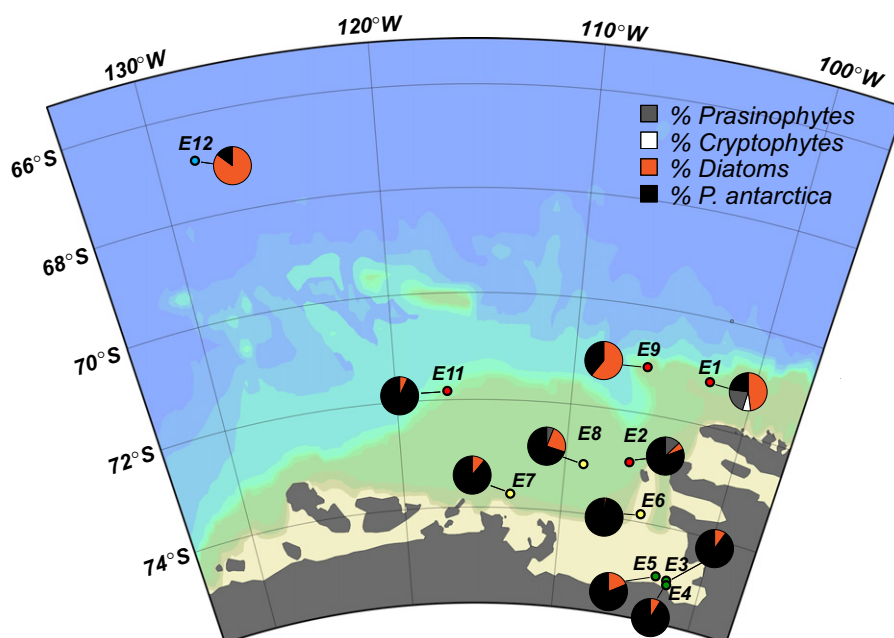 130°W
120°W
110°W
100°W
66°S
68°S
70°S
72°S
74°S
% Prasinophytes
% Cryptophytes
% Diatoms
% P. antarctica
E12
E9
E1
E11
E8
E2
E7
E6
E5
E3
E4